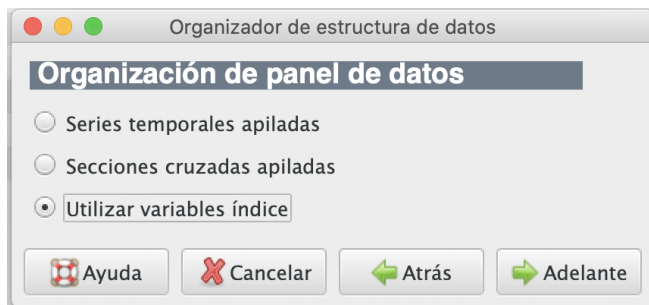 Organizador de estructura de datos
Organización de panel de datos
Series temporales apiladas
Secciones cruzadas apiladas
Utilizar variables índice
Ayuda Cancelar Atrás Adelante